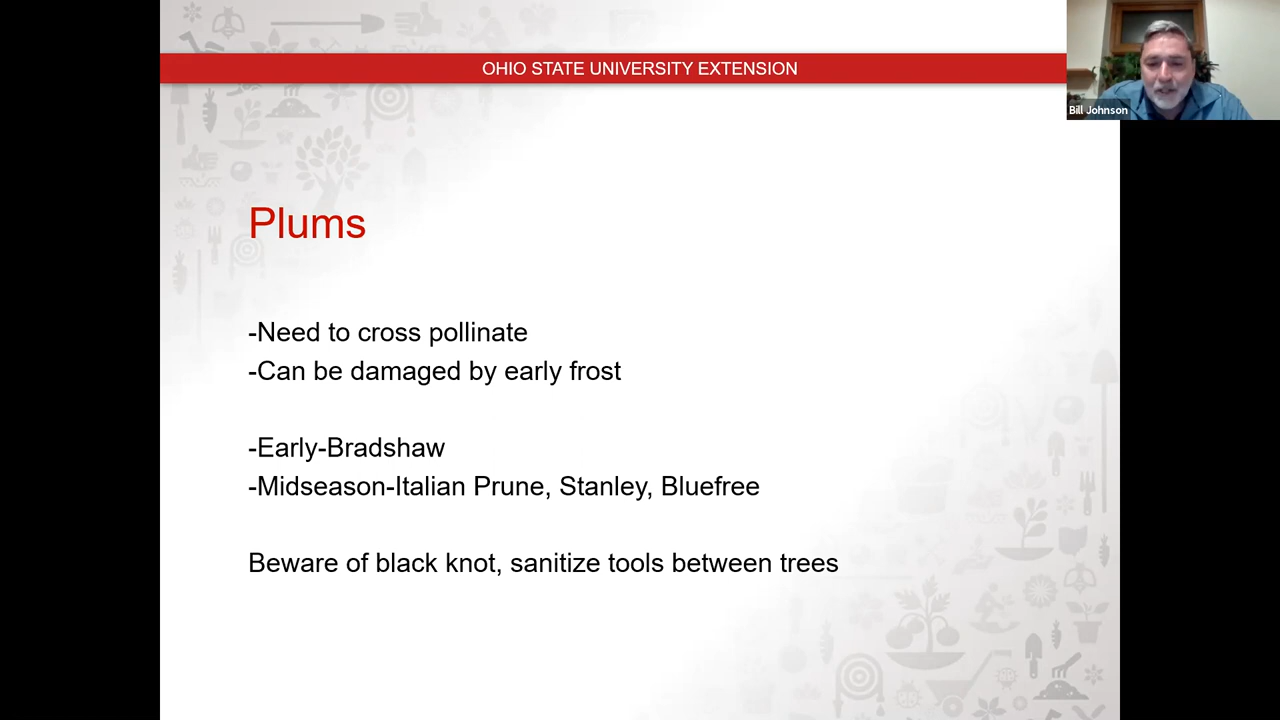 OHIO STATE UNIVERSITY EXTENSION
Bill Johnson
Plums
-Need to cross pollinate
-Can be damaged by early frost
-Early-Bradshaw
-Midseason-Italian Prune, Stanley, Bluefree
Beware of black knot, sanitize tools between trees